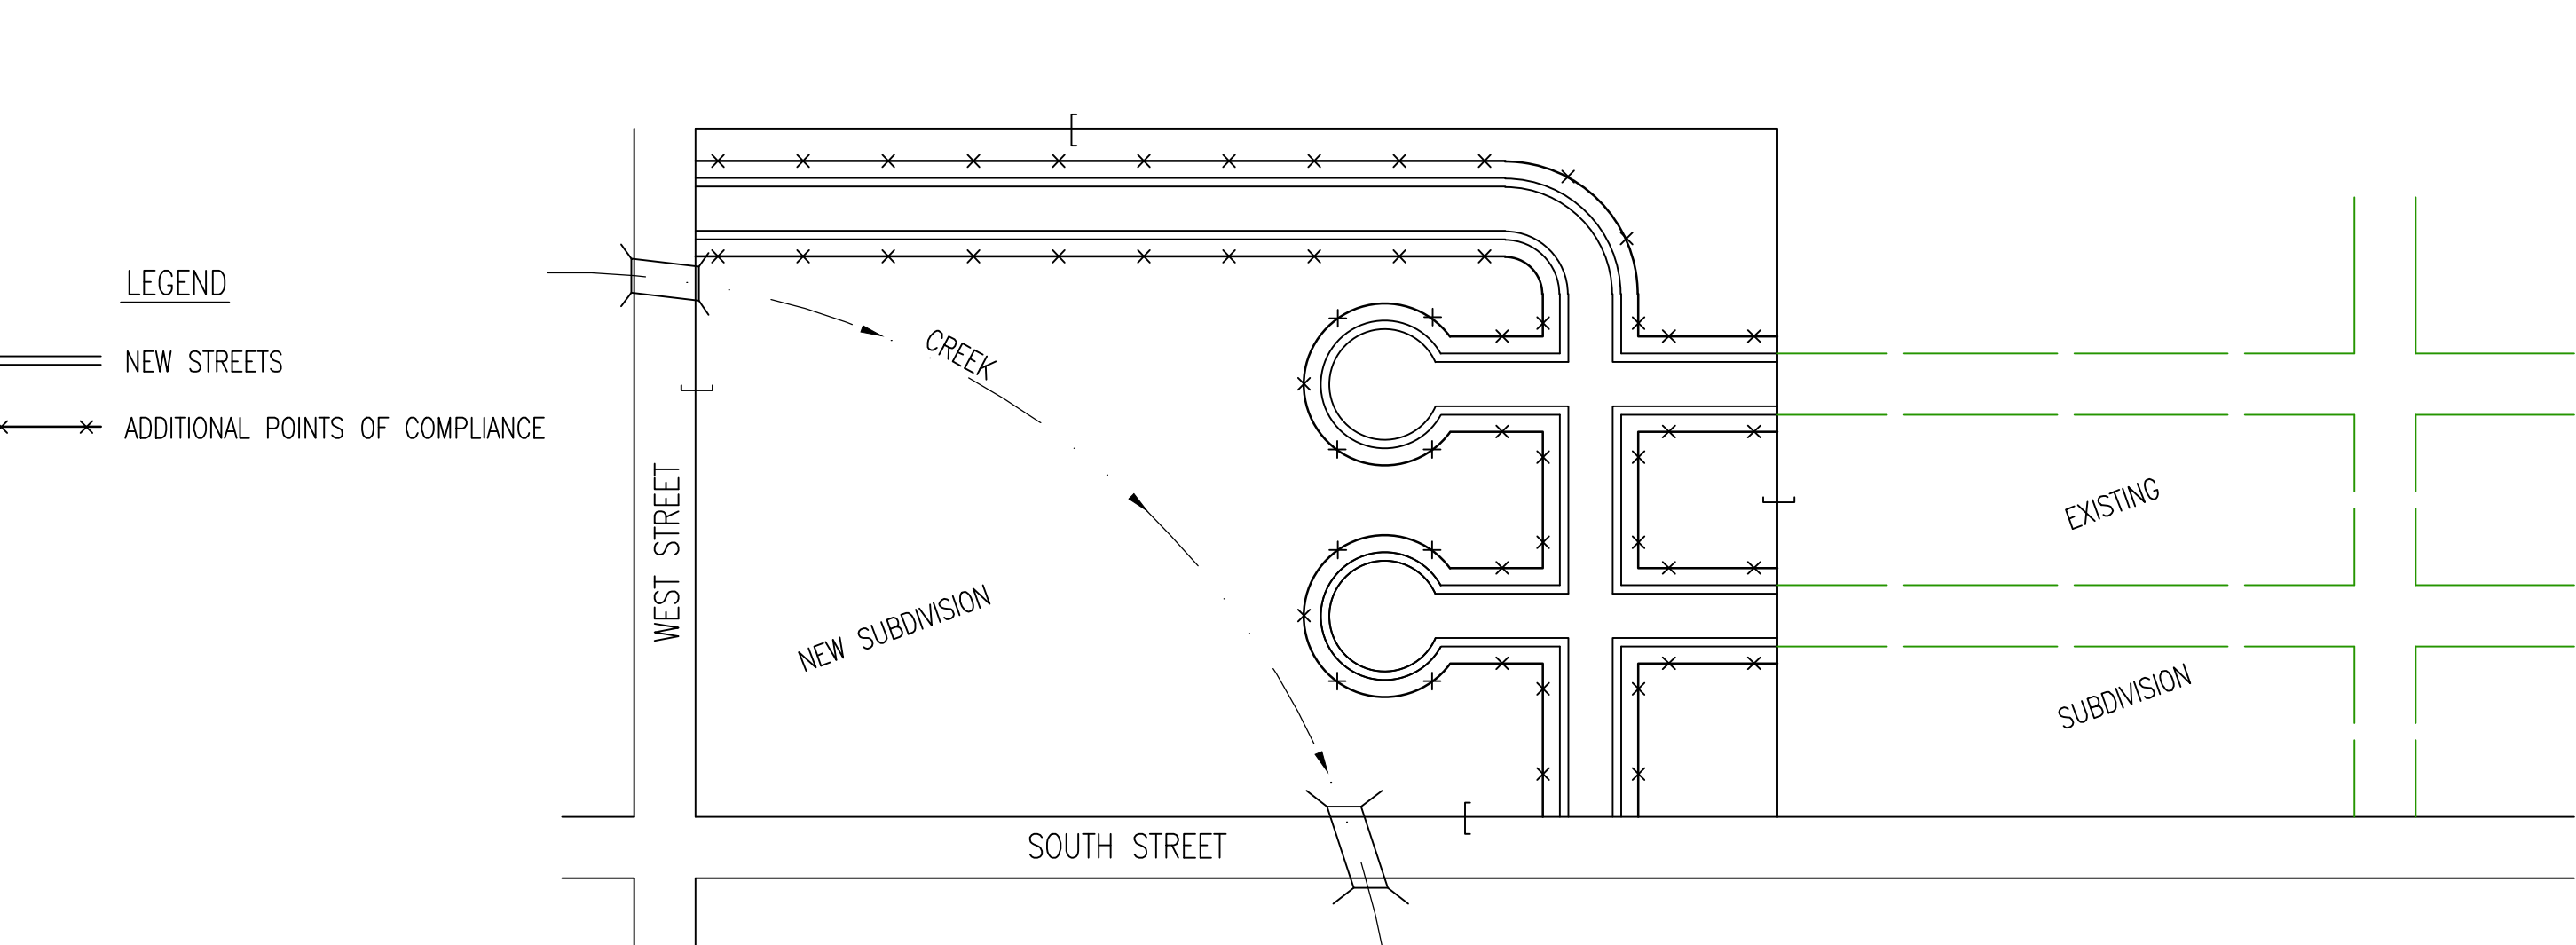 LEGEND
NEW STREETS
ADDITIONAL POINTS OF COMPLIANCE
CREEK
WEST STREET
NEW SUBDIVISION
SOUTH STREET
EXISTING
SUBDIVISION